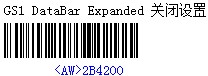 GS1 DataBar Expanded 关闭设置
<AW>2B4200